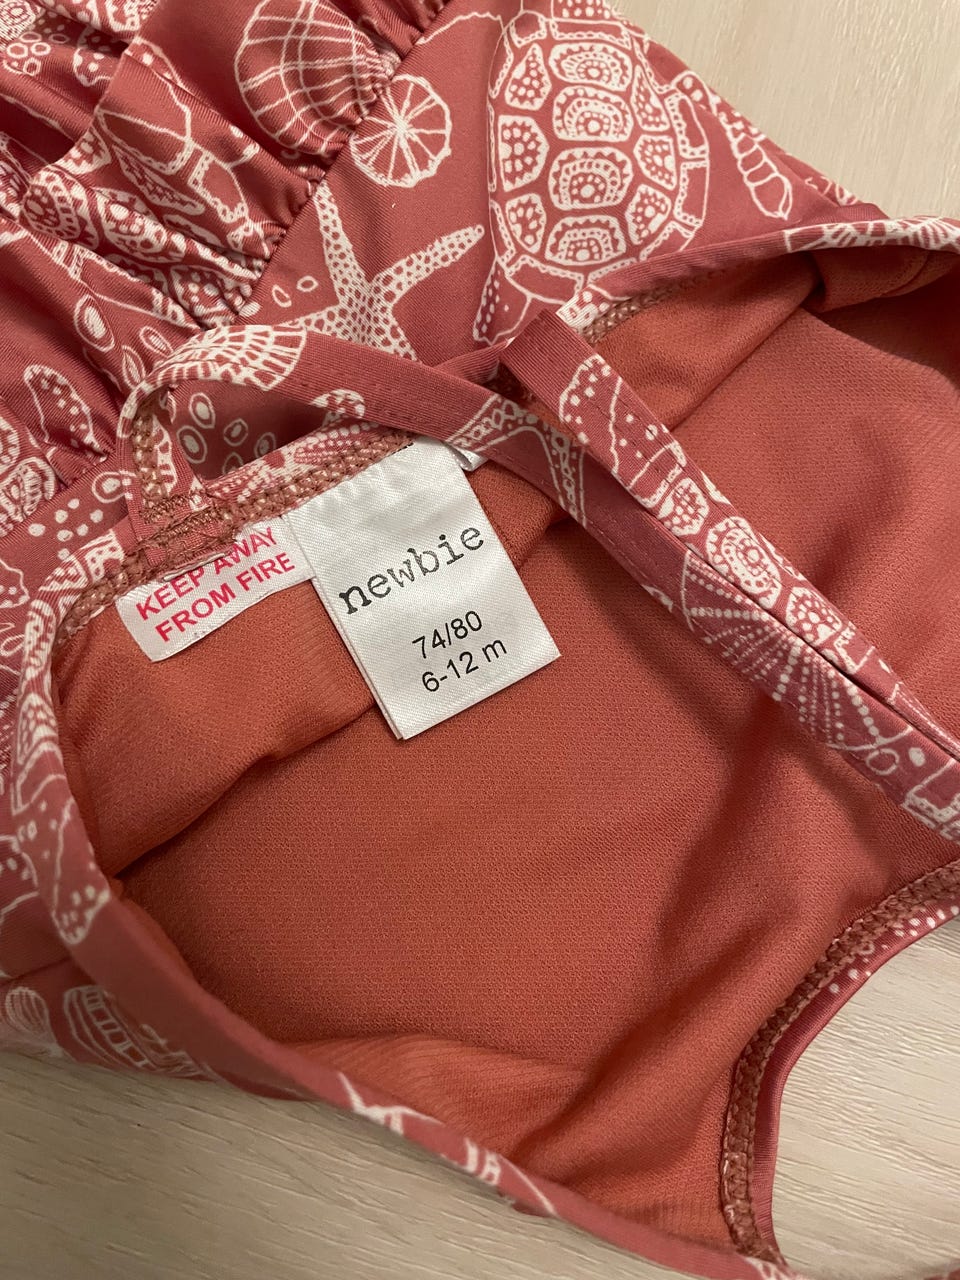 KEEP AWAY
FROM FIRE
newbie
74/80
6-12 m